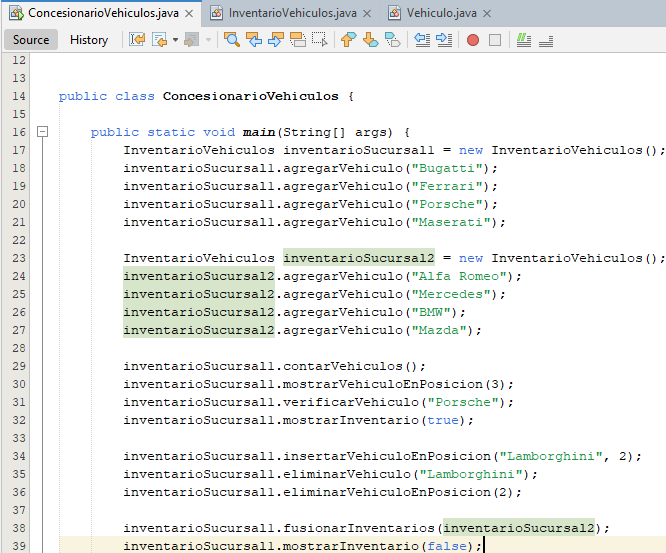 ConcesionarioVehiculos.java InventarioVehiculos.java Vehiculo.java
Source History
12
13
14 public class ConcesionarioVehiculos {
15
16 public static void main(String[] args) {
17 InventarioVehiculos inventarioSucursal1 = new InventarioVehiculos();
18 inventarioSucursal1.agregarVehiculo("Bugatti");
19 inventarioSucursal1.agregarVehiculo("Ferrari");
20 inventarioSucursal1.agregarVehiculo("Porsche");
21 inventarioSucursal1.agregarVehiculo("Maserati");
22
23 InventarioVehiculos inventarioSucursal2 = new InventarioVehiculos();
24 inventarioSucursal2.agregarVehiculo("Alfa Romeo");
25 inventarioSucursal2.agregarVehiculo("Mercedes");
26 inventarioSucursal2.agregarVehiculo("BMW");
27 inventarioSucursal2.agregarVehiculo("Mazda");
28
29 inventarioSucursal1.contarVehiculos();
30 inventarioSucursal1.mostrarVehiculoEnPosicion(3);
31 inventarioSucursal1.verificarVehiculo("Porsche");
32 inventarioSucursal1.mostrarInventario(true);
33
34 inventarioSucursal1.insertarVehiculoEnPosicion("Lamborghini", 2);
35 inventarioSucursal1.eliminarVehiculo("Lamborghini");
36 inventarioSucursal1.eliminarVehiculoEnPosicion(2);
37
38 inventarioSucursal1.fusionarInventarios(inventarioSucursal2);
39 inventarioSucursal1.mostrarInventario(false);